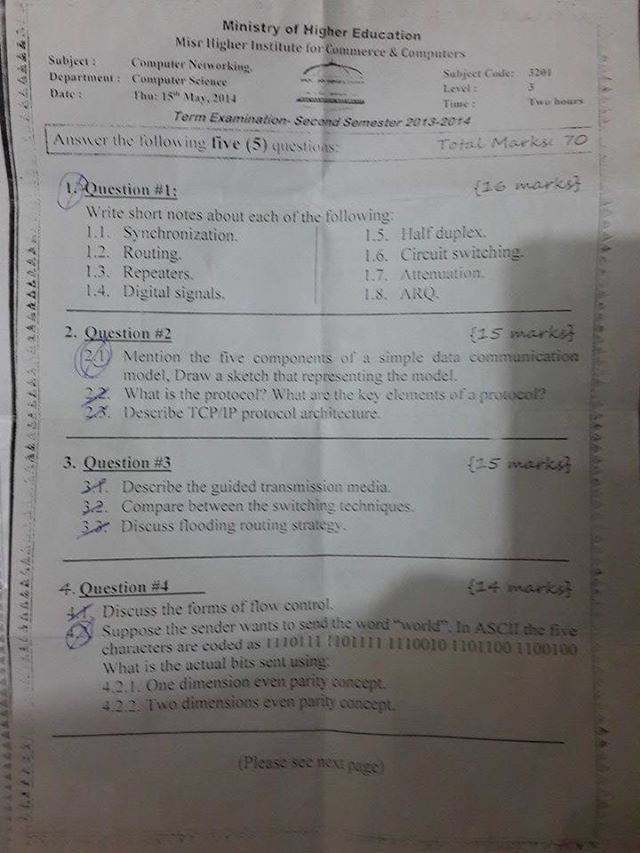 Ministry of Higher Education
Misr Higher Institute for Commerce & Computers
Subject : Computer Networking. Subject Code: 3201
Department : Computer Science Level : 3
Date : Thu: 15th May, 2014 Time : Two hours
Term Examination- Second Semester 2013-2014
Answer the following five (5) questions: Total Marks: 70
1. Question #1: {16 marks}
Write short notes about each of the following:
1.1. Synchronization. 1.5. Half duplex.
1.2. Routing. 1.6. Circuit switching.
1.3. Repeaters. 1.7. Attenuation.
1.4. Digital signals. 1.8. ARQ.
2. Question #2 {15 marks}
2.1. Mention the five components of a simple data communication
model, Draw a sketch that representing the model.
2.2. What is the protocol? What are the key elements of a protocol?
2.3. Describe TCP/IP protocol architecture.
3. Question #3 {15 marks}
3.1. Describe the guided transmission media.
3.2. Compare between the switching techniques.
3.3. Discuss flooding routing strategy.
4. Question #4 {14 marks}
4.1. Discuss the forms of flow control.
4.2. Suppose the sender wants to send the word "world". In ASCII the five
characters are coded as 1110111 1101111 1110010 1101100 1100100
What is the actual bits sent using:
4.2.1. One dimension even parity concept.
4.2.2. Two dimensions even parity concept.
(Please see next page)